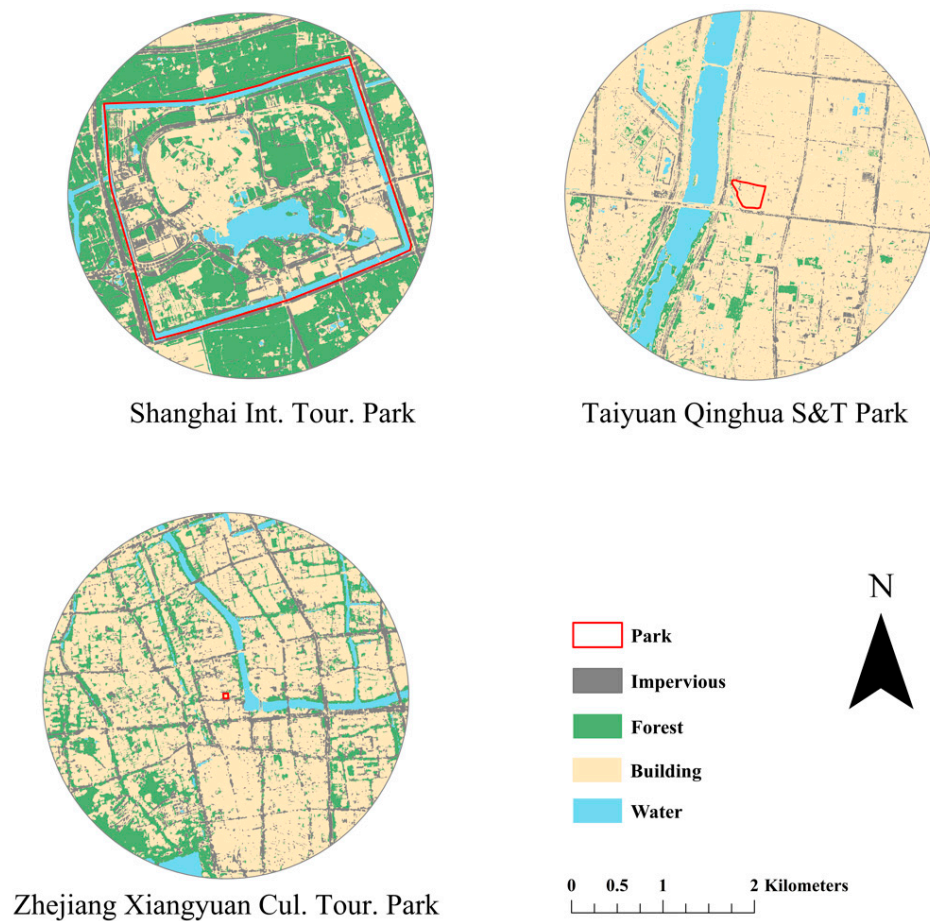 Shanghai Int. Tour. Park
Taiyuan Qinghua S&T Park
Zhejiang Xiangyuan Cul. Tour. Park
N
Park
Impervious
Forest
Building
Water
0 0.5 1 2 Kilometers